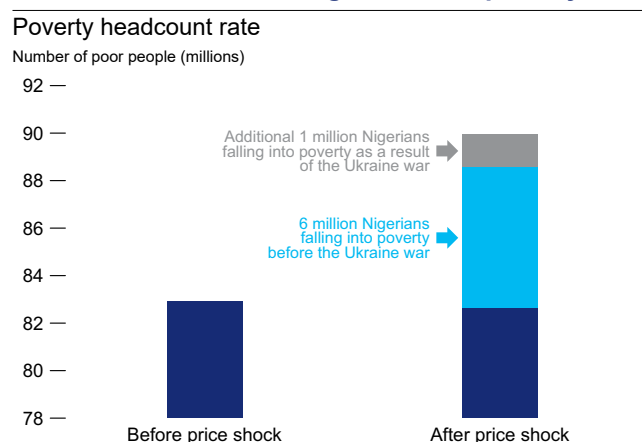 Poverty headcount rate
Number of poor people (millions)
92
90
Additional 1 million Nigerians
falling into poverty as a result
of the Ukraine war
88
6 million Nigerians
falling into poverty
before the Ukraine war
86
84
82
80
78
Before price shock
After price shock